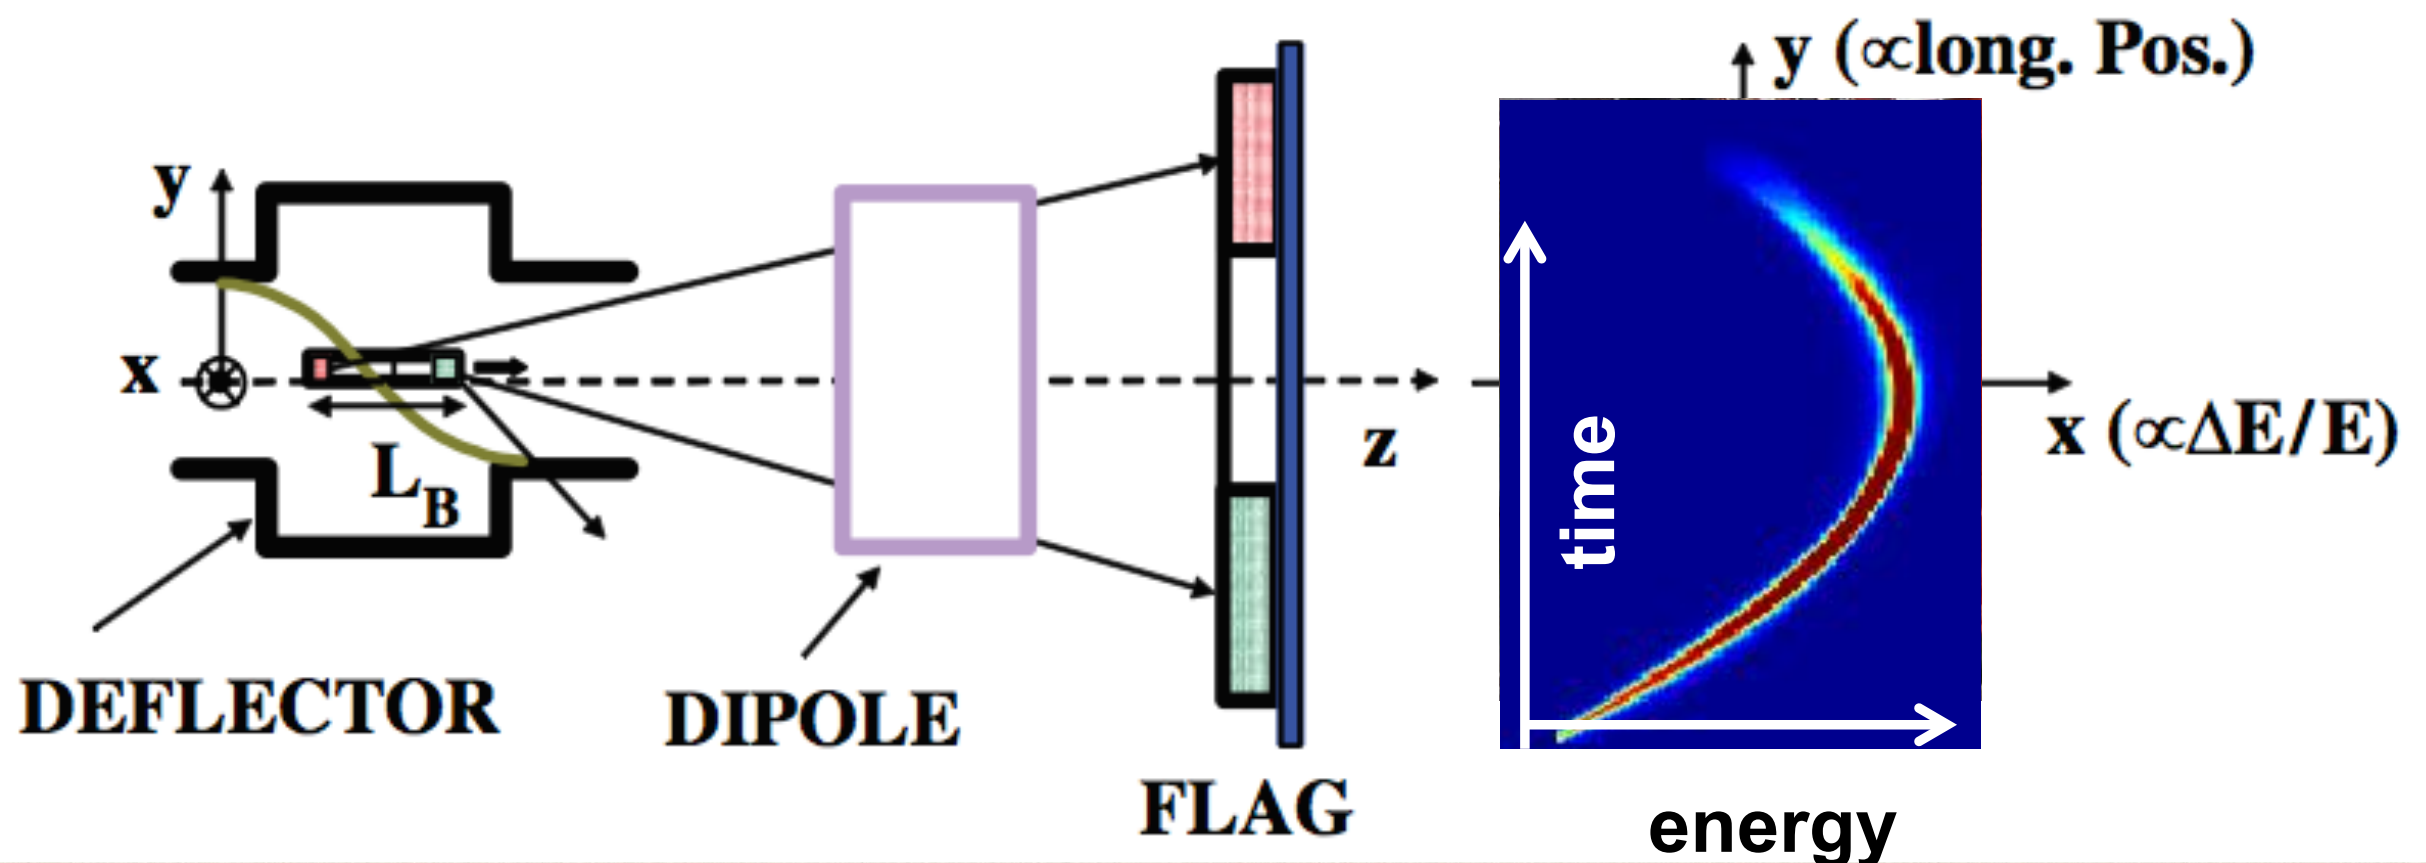 y (∝long. Pos.)
y
x
L_B
z
time
x (∝ΔE/E)
DEFLECTOR
DIPOLE
FLAG
energy